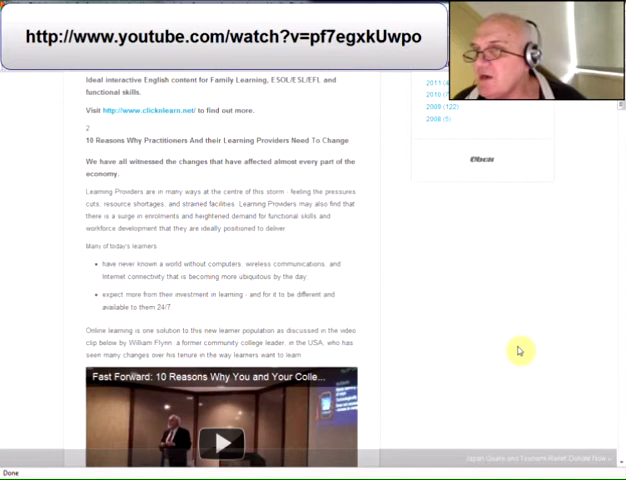 http://www.youtube.com/watch?v=pf7egxkUwpo
Ideal interactive English content for Family Learning, ESOL/ESL/EFL and
functional skills.
Visit http://www.clicknlearn.net/ to find out more.
2
10 Reasons Why Practitioners And their Learning Providers Need To Change
We have all witnessed the changes that have affected almost every part of the
economy.
Learning Providers are in many ways at the centre of this storm - feeling the pressures
cuts, resource shortages, and strained facilities. Learning Providers may also find that
there is a surge in enrolments and heightened demand for functional skills and
workforce development that they are ideally positioned to deliver
Many of today's learners
have never known a world without computers, wireless communications, and
Internet connectivity that is becoming more ubiquitous by the day
expect more from their investment in learning - and for it to be different and
available to them 24/7
Online learning is one solution to this new learner population as discussed in the video
clip below by William Flynn, a former community college leader, in the USA, who has
seen many changes over his tenure in the way learners want to learn
Fast Forward: 10 Reasons Why You and Your Colle...
2011 (4
2010 (
2009 (122)
2008 (5)
Japan Quake and Tsunami Relief: Donate Now
Done